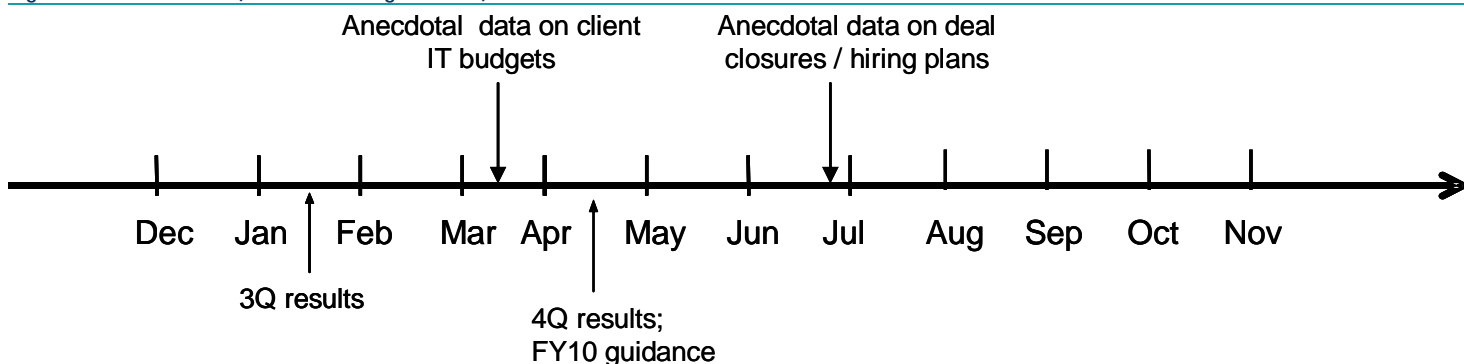 Anecdotal data on client
IT budgets
Anecdotal data on deal
closures / hiring plans
Dec Jan Feb Mar Apr May Jun Jul Aug Sep Oct Nov
3Q results
4Q results;
FY10 guidance